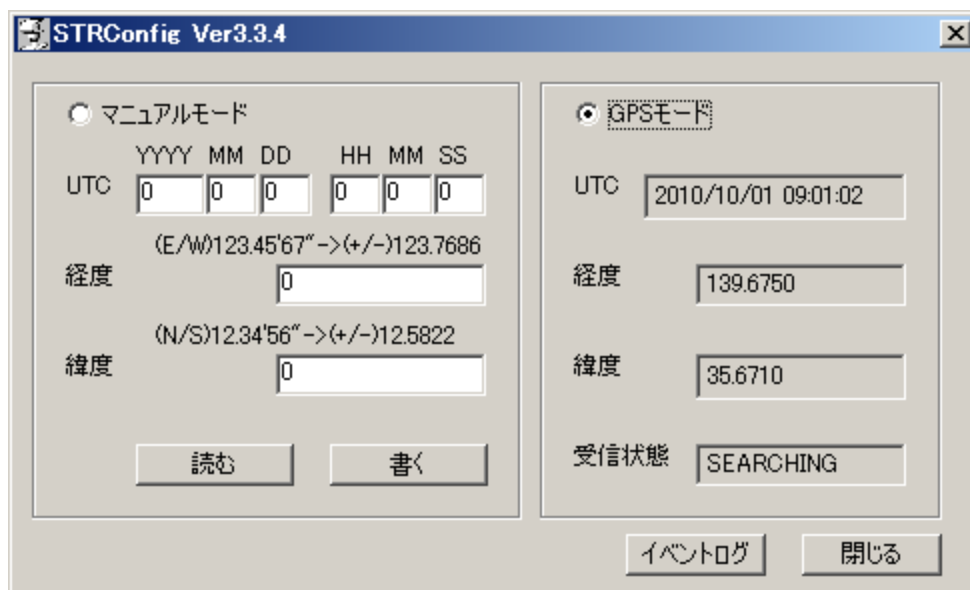 STRConfig Ver3.3.4
マニュアルモード
YYYY MM DD HH MM SS
UTC 0 0 0 0 0 0
(E/W)123.45'67"->(+/-)123.7686
経度 0
(N/S)12.34'56"->(+/-)12.5822
緯度 0
読む 書く
GPSモード
UTC 2010/10/01 09:01:02
経度 139.6750
緯度 35.6710
受信状態 SEARCHING
イベントログ 閉じる